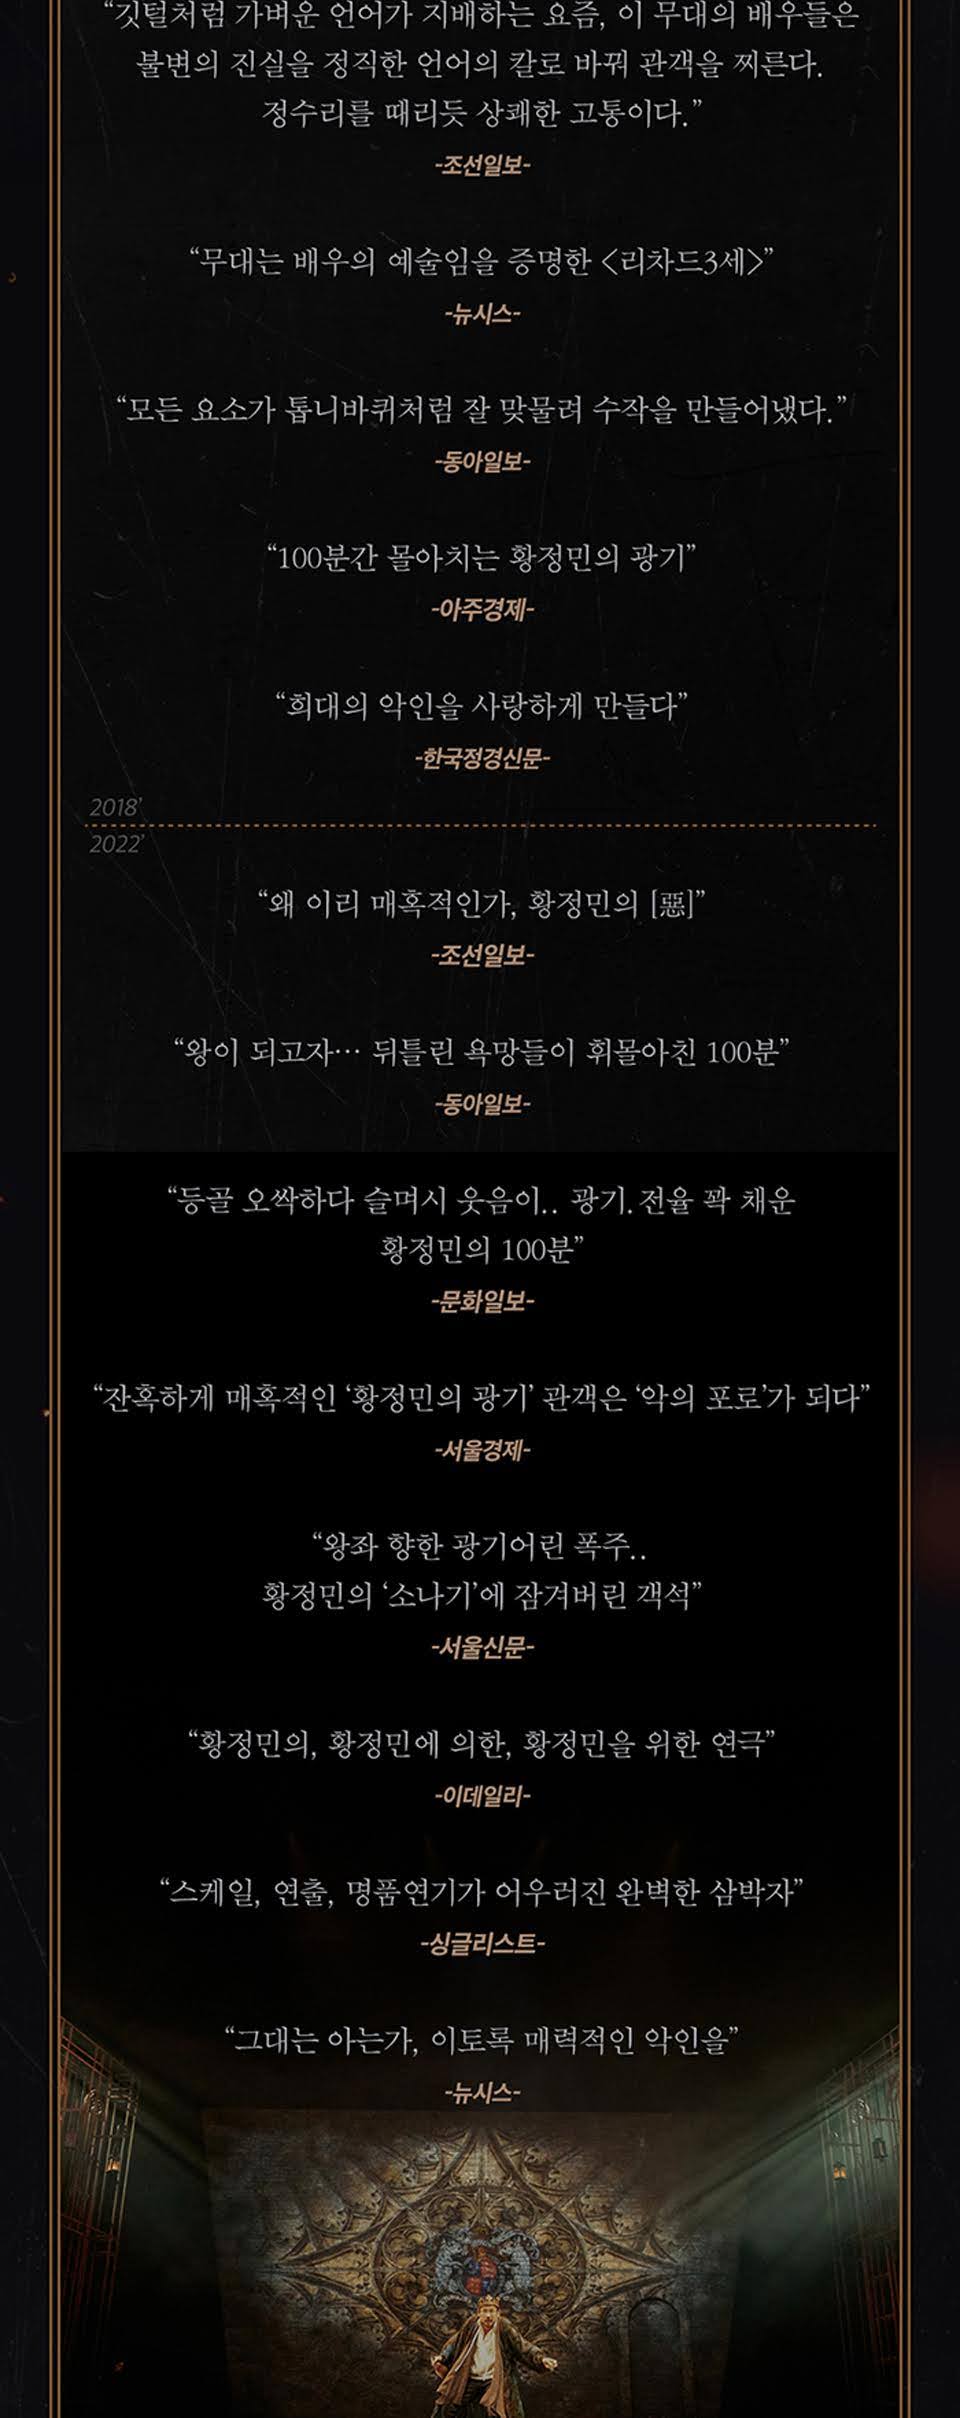 “깃털처럼 가벼운 언어가 지배하는 요즘, 이 무대의 배우들은
불변의 진실을 정직한 언어의 칼로 바꿔 관객을 찌른다.
정수리를 때리듯 상쾌한 고통이다.”
-조선일보-
“무대는 배우의 예술임을 증명한 <리차드3세>”
-뉴시스-
“모든 요소가 톱니바퀴처럼 잘 맞물려 수작을 만들어냈다.”
-동아일보-
“100분간 몰아치는 황정민의 광기”
-아주경제-
“희대의 악인을 사랑하게 만들다”
-한국정경신문-
2018’
2022’
“왜 이리 매혹적인가, 황정민의 [惡]”
-조선일보-
“왕이 되고자… 뒤틀린 욕망들이 휘몰아친 100분”
-동아일보-
“등골 오싹하다 슬며시 웃음이.. 광기.전율 꽉 채운
황정민의 100분”
-문화일보-
“잔혹하게 매혹적인 ‘황정민의 광기’ 관객은 ‘악의 포로’가 되다”
-서울경제-
“왕좌 향한 광기어린 폭주..
황정민의 ‘소나기’에 잠겨버린 객석”
-서울신문-
“황정민의, 황정민에 의한, 황정민을 위한 연극”
-이데일리-
“스케일, 연출, 명품연기가 어우러진 완벽한 삼박자”
-싱글리스트-
“그대는 아는가, 이토록 매력적인 악인을”
-뉴시스-